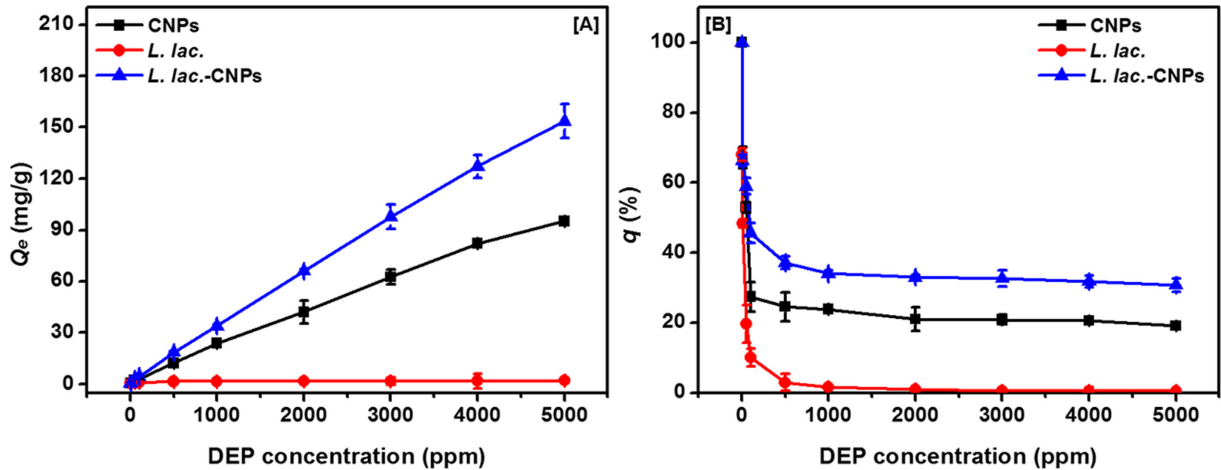 [A]
CNPs
L. lac.
L. lac.-CNPs
210
180
150
120
90
60
30
0
Qe (mg/g)
0 1000 2000 3000 4000 5000
DEP concentration (ppm)
[B]
CNPs
L. lac.
L. lac.-CNPs
100
80
60
40
20
0
q (%)
0 1000 2000 3000 4000 5000
DEP concentration (ppm)